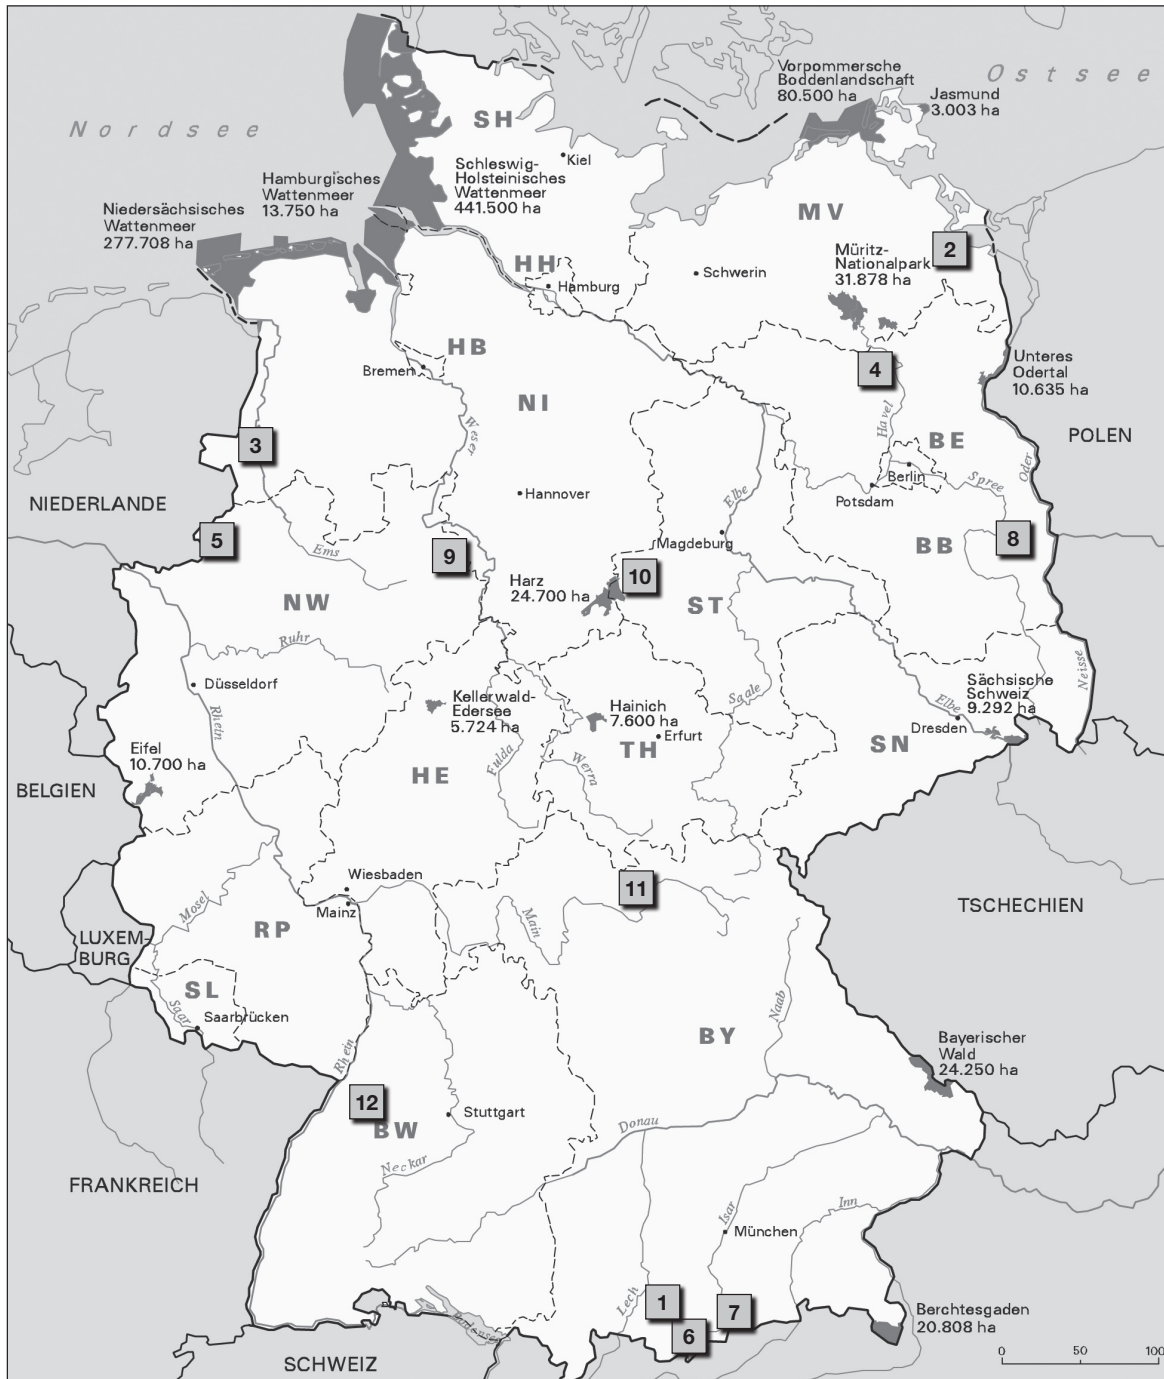 Ostsee
Vorpommersche
Boddenlandschaft
80.500 ha
Jasmund
3.003 ha
Nordsee
SH
Kiel
Schleswig-
Holsteinisches
Wattenmeer
441.500 ha
Hamburgisches
Wattenmeer
13.750 ha
Niedersächsisches
Wattenmeer
277.708 ha
MV
Müritz-
Nationalpark
31.878 ha
2
HH
Hamburg
Schwerin
HB
Bremen
4
Unteres
Odertal
10.635 ha
NI
Weser
Havel
BE
POLEN
3
Berlin
Oder
Hannover
Elbe
Potsdam
Spree
NIEDERLANDE
5
Ems
9
Magdeburg
BB
8
Harz
24.700 ha
10
NW
ST
Ruhr
Düsseldorf
Rhein
Kellerwald-
Edersee
5.724 ha
Hainich
7.600 ha
Erfurt
TH
Saale
Sächsische
Schweiz
9.292 ha
Neisse
Elbe
Dresden
SN
Eifel
10.700 ha
BELGIEN
HE
Fulda
Werra
Wiesbaden
Mainz
11
Main
TSCHECHIEN
Mosel
RP
LUXEM-
BURG
SL
Saar
Saarbrücken
Naab
BY
Rhein
Bayerischer
Wald
24.250 ha
12
BW
Stuttgart
Neckar
Donau
FRANKREICH
Isar
München
Inn
Lech
1
6
7
Berchtesgaden
20.808 ha
Bodensee
SCHWEIZ
0 50 100